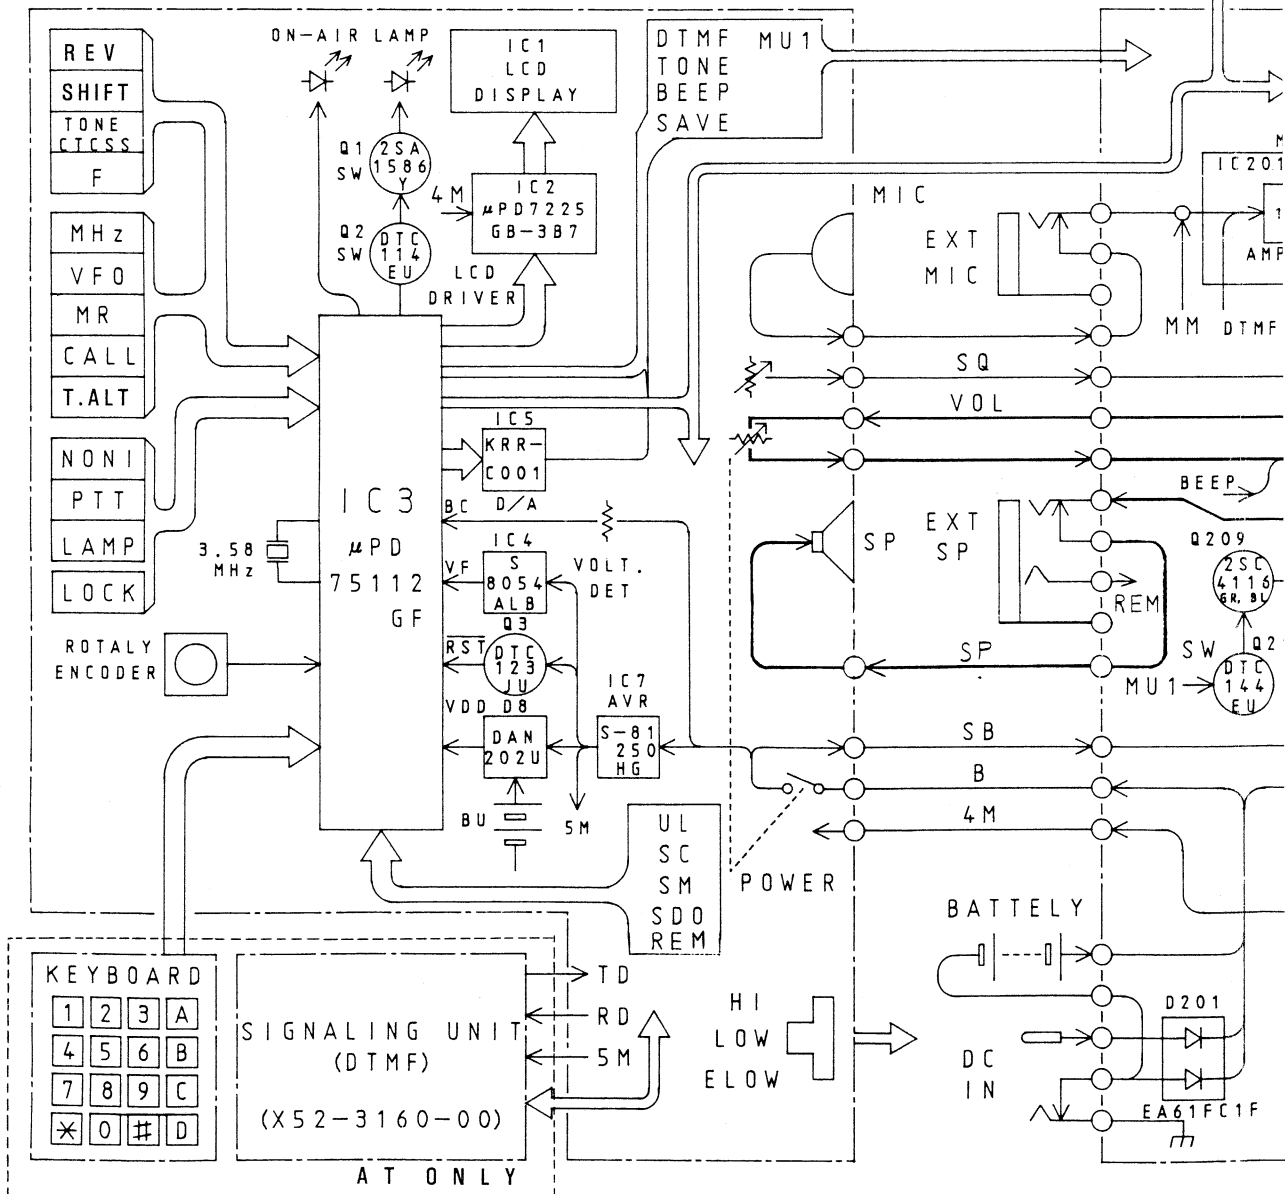 REV
SHIFT
TONE
CTCSS
F
MHz
VFO
MR
CALL
T.ALT
NONI
PTT
LAMP
LOCK
ROTALY
ENCODER
3.58
MHz
ON-AIR LAMP
Q1
SW
2SA
1586
Y
Q2
SW
DTC
114
EU
IC1
LCD
DISPLAY
4M
IC2
μPD7225
GB-3B7
LCD
DRIVER
DTMF MU1
TONE
BEEP
SAVE
IC3
μPD
75112
GF
IC5
KRR-
C001
D/A
BC
IC4
S
8054
ALB
VF
VOLT.
DET
Q3
DTC
123
JU
RST
VDD D8
DAN
202U
IC7
AVR
S-81
250
HG
BU
5M
UL
SC
SM
SDO
REM
POWER
MIC
EXT
MIC
SQ
VOL
SP
EXT
SP
REM
SP
SB
B
4M
MM
DTMF
IC201
AMP
BEEP
Q209
2SC
4116
GR, BL
SW
Q2
MU1
DTC
144
EU
BATTELY
DC
IN
D201
EA61FC1F
HI
LOW
ELOW
KEYBOARD
1 2 3 A
4 5 6 B
7 8 9 C
* 0 # D
SIGNALING UNIT
(DTMF)
(X52-3160-00)
TD
RD
5M
AT ONLY